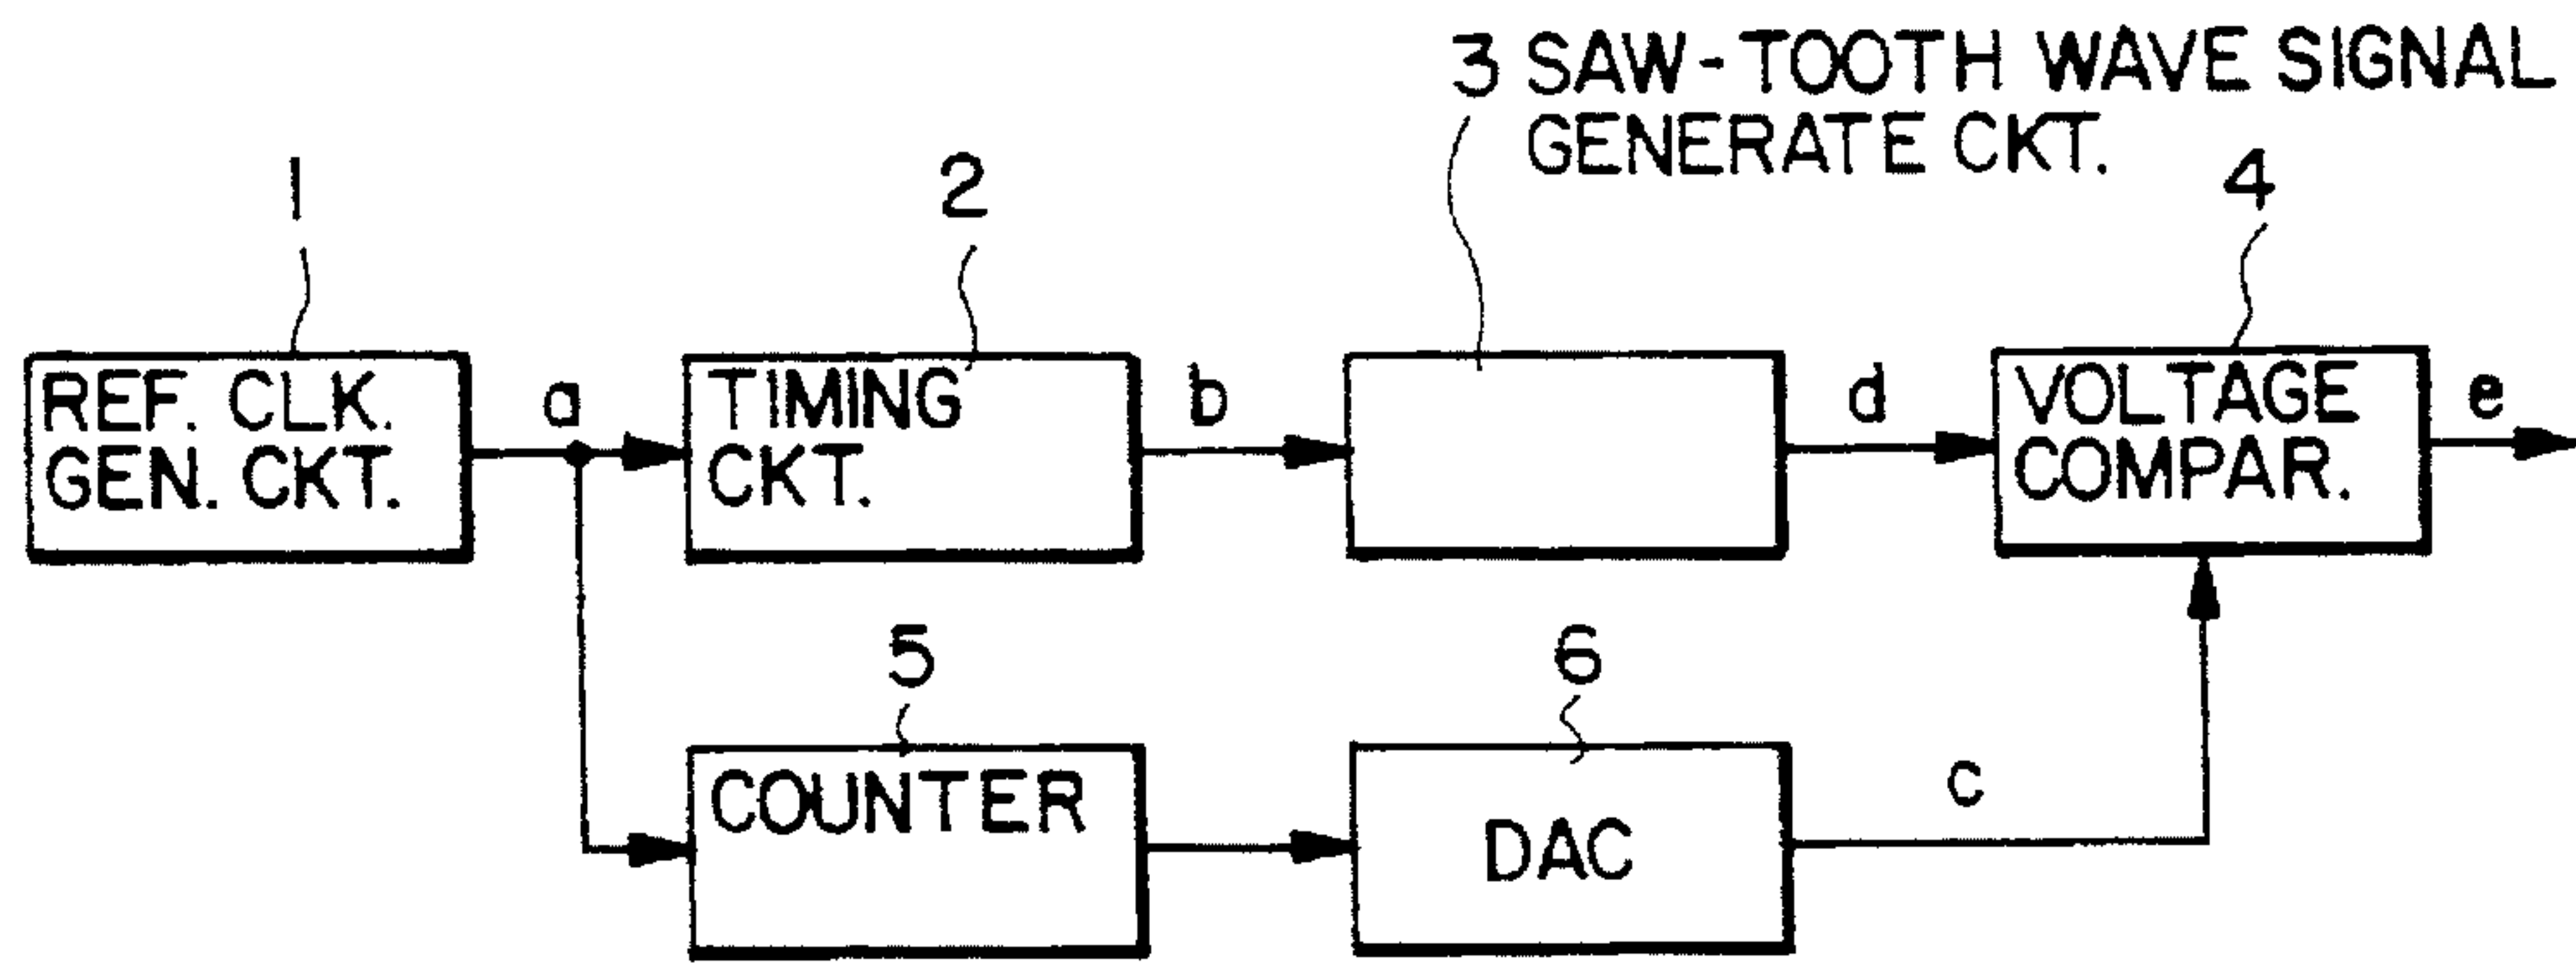 3 SAW-TOOTH WAVE SIGNAL
GENERATE CKT.
1
2
4
REF. CLK.
GEN. CKT.
a
TIMING
CKT.
b
d
VOLTAGE
COMPAR.
e
5
6
COUNTER
DAC
c